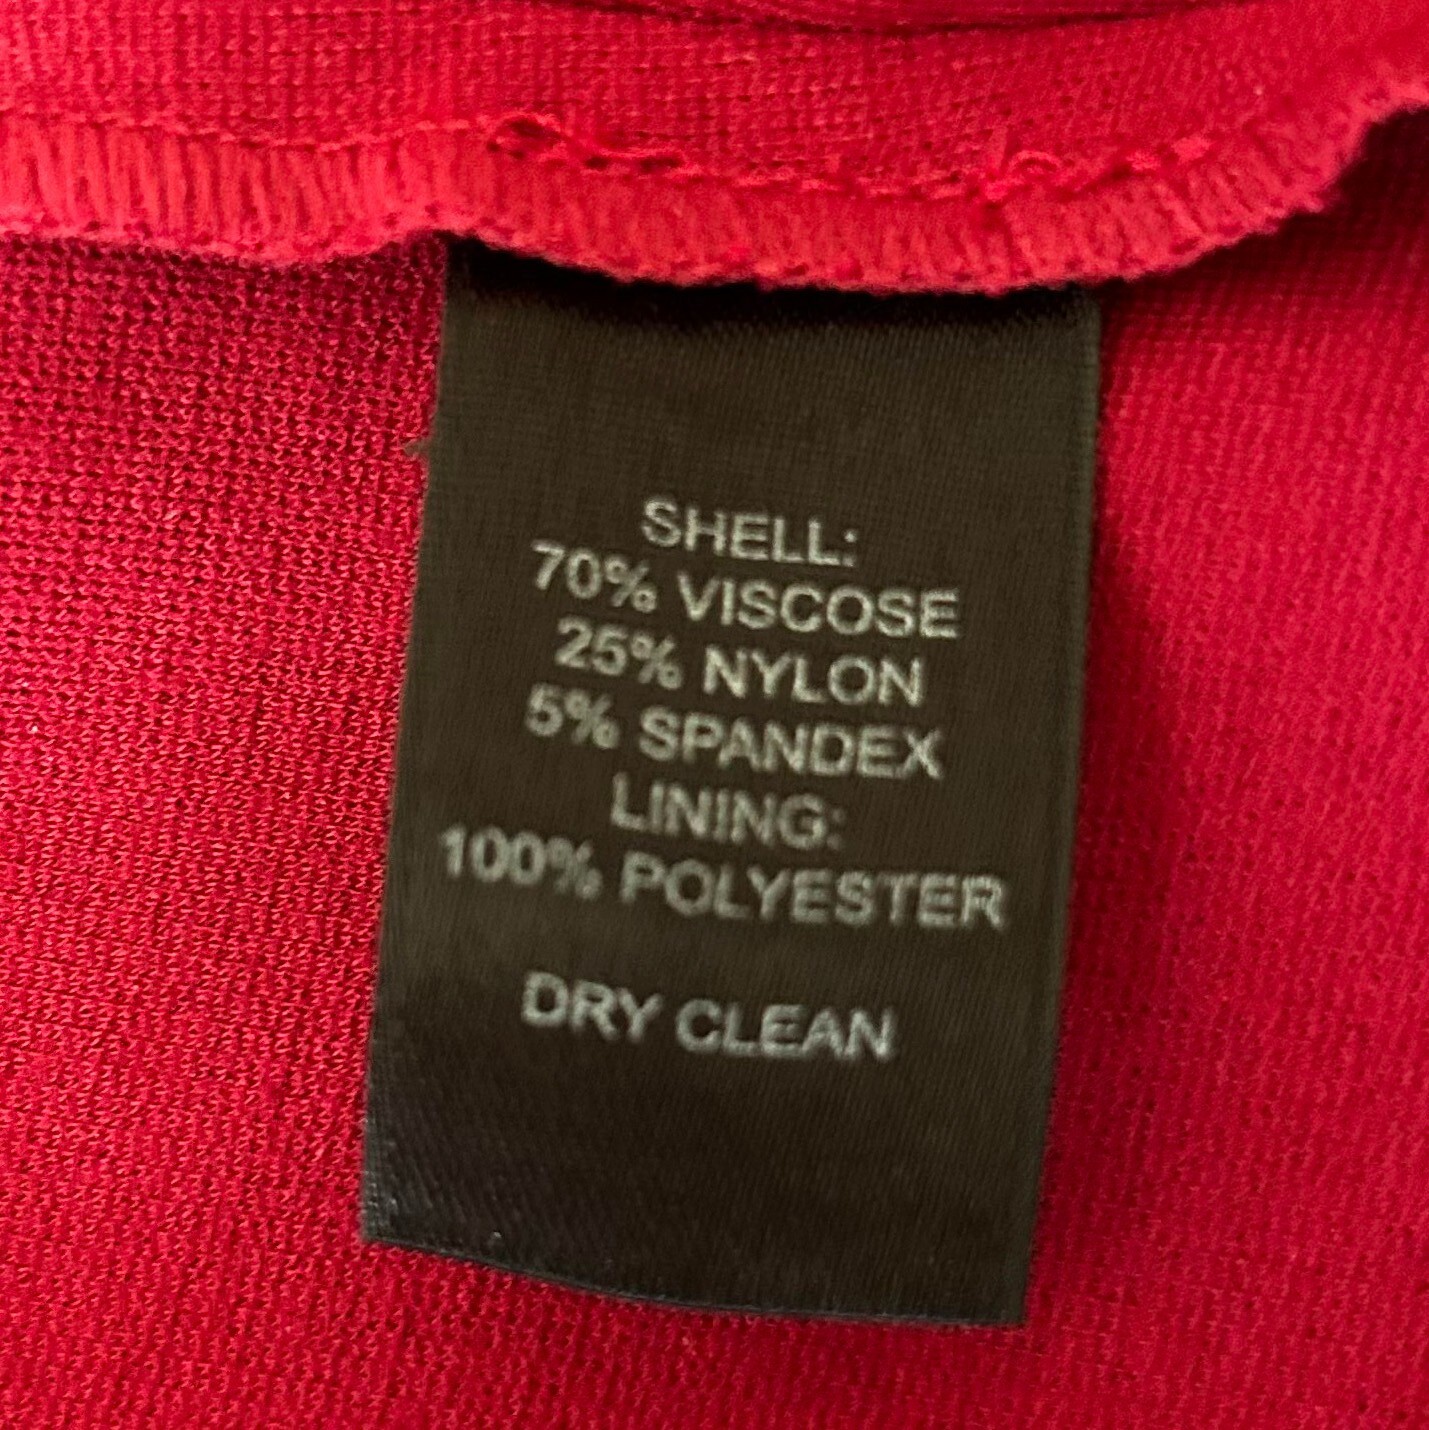 SHELL:
70% VISCOSE
25% NYLON
5% SPANDEX
LINING:
100% POLYESTER
DRY CLEAN